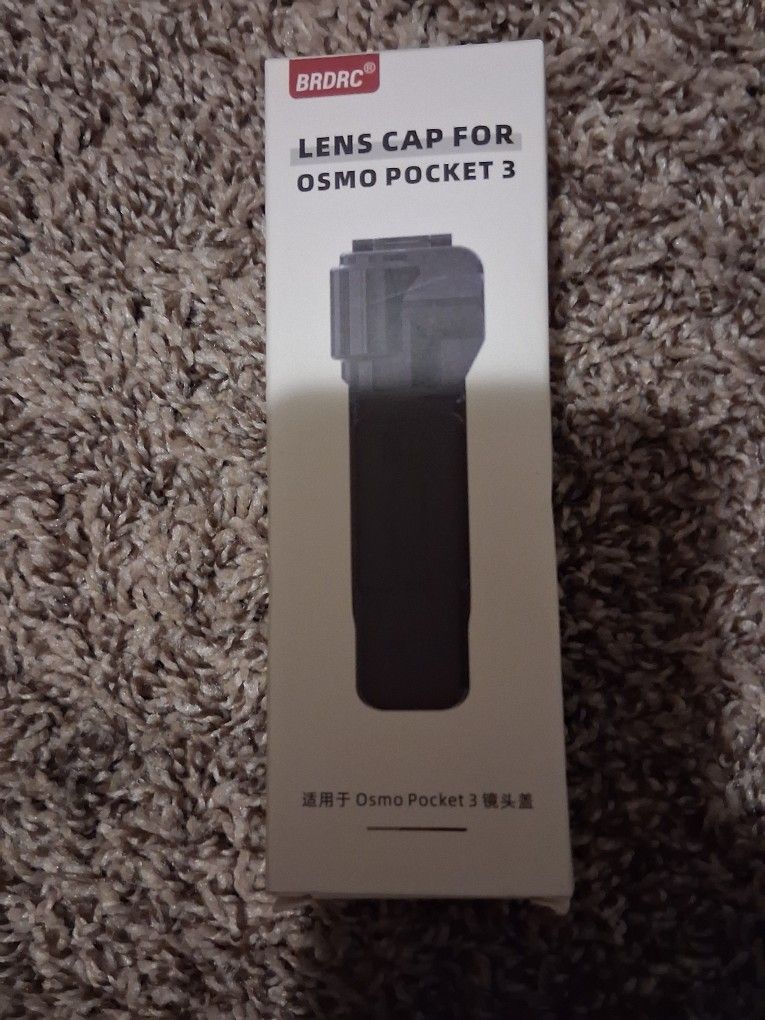 BRDRC®
LENS CAP FOR
OSMO POCKET 3
适用于 Osmo Pocket 3 镜头盖